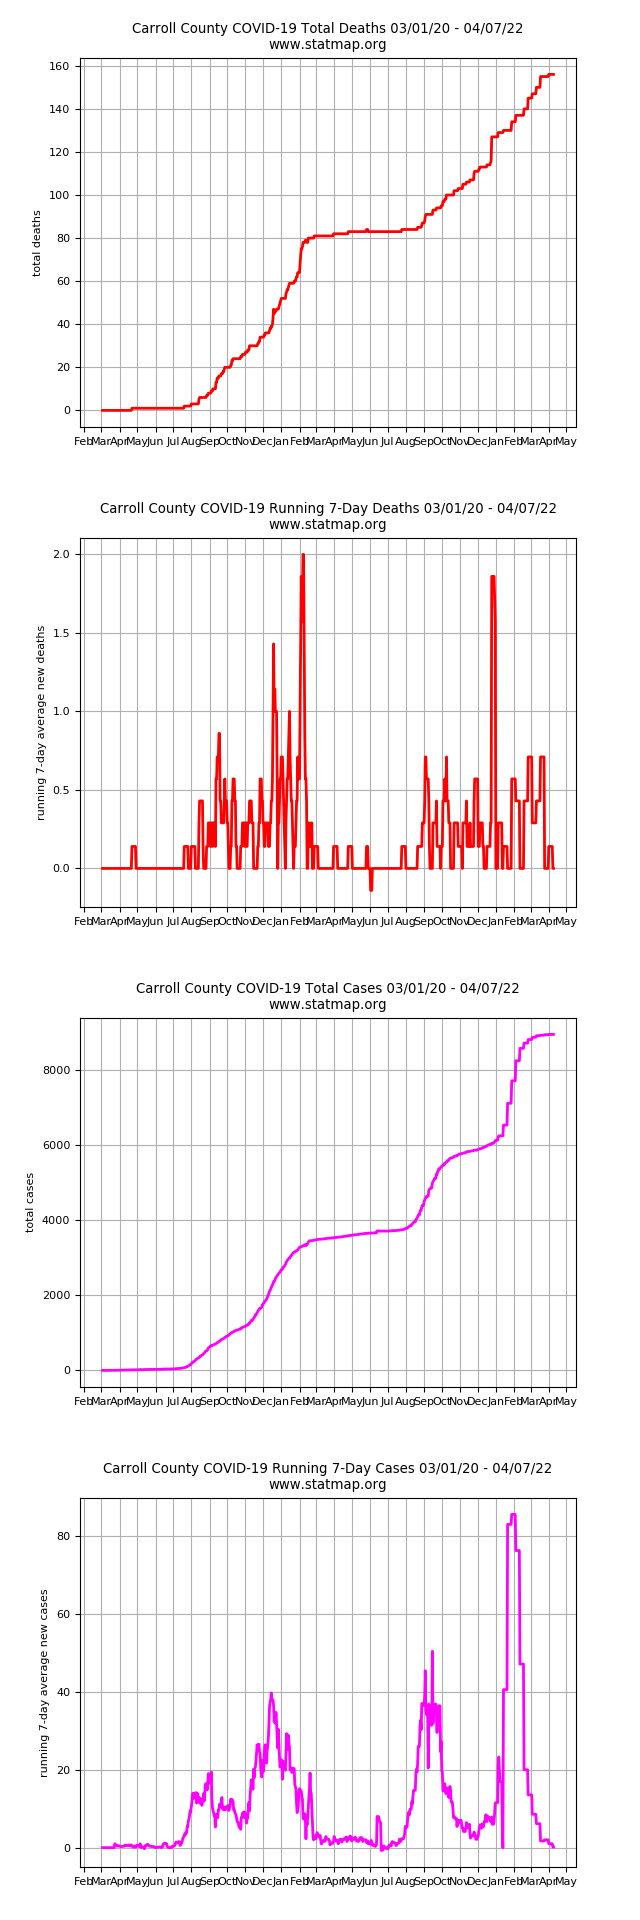 Carroll County COVID-19 Total Deaths 03/01/20 - 04/07/22
www.statmap.org
160
140
120
100
80
60
40
20
0
total deaths
Feb Mar Apr May Jun Jul Aug Sep Oct Nov Dec Jan Feb Mar Apr May Jun Jul Aug Sep Oct Nov Dec Jan Feb Mar Apr May
Carroll County COVID-19 Running 7-Day Deaths 03/01/20 - 04/07/22
www.statmap.org
2.0
1.5
1.0
0.5
0.0
running 7-day average new deaths
Feb Mar Apr May Jun Jul Aug Sep Oct Nov Dec Jan Feb Mar Apr May Jun Jul Aug Sep Oct Nov Dec Jan Feb Mar Apr May
Carroll County COVID-19 Total Cases 03/01/20 - 04/07/22
www.statmap.org
8000
6000
4000
2000
0
total cases
Feb Mar Apr May Jun Jul Aug Sep Oct Nov Dec Jan Feb Mar Apr May Jun Jul Aug Sep Oct Nov Dec Jan Feb Mar Apr May
Carroll County COVID-19 Running 7-Day Cases 03/01/20 - 04/07/22
www.statmap.org
80
60
40
20
0
running 7-day average new cases
Feb Mar Apr May Jun Jul Aug Sep Oct Nov Dec Jan Feb Mar Apr May Jun Jul Aug Sep Oct Nov Dec Jan Feb Mar Apr May